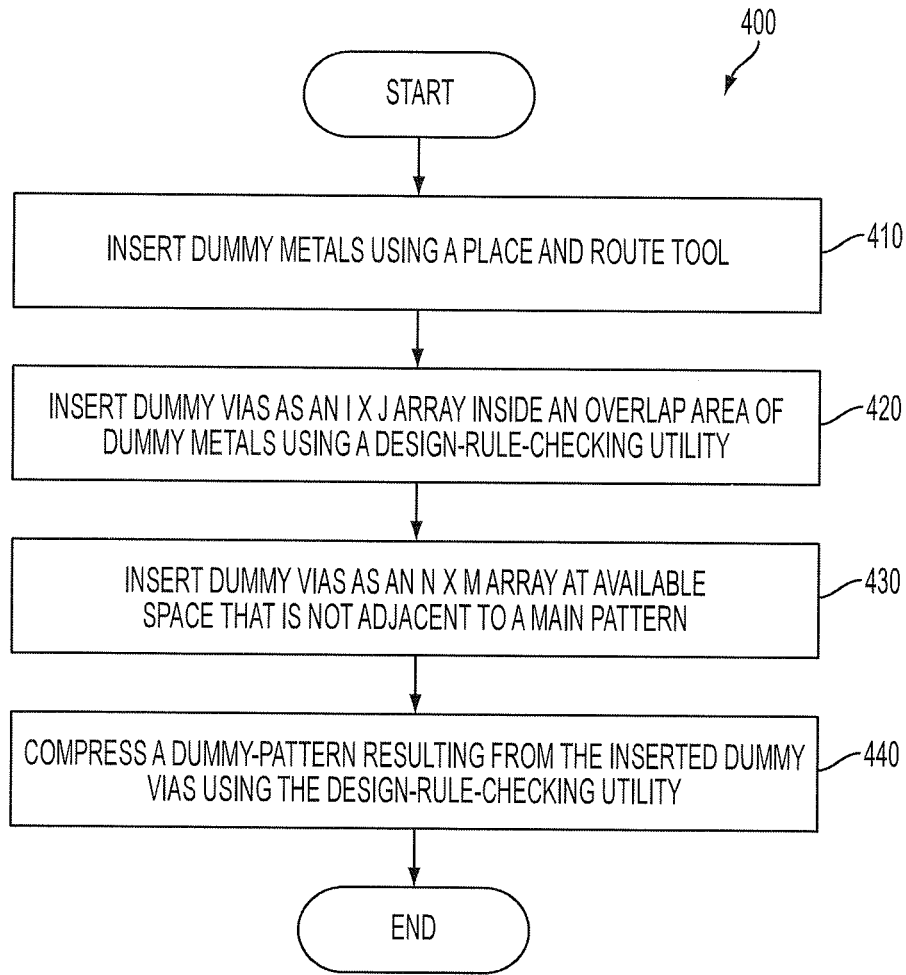 400
START
INSERT DUMMY METALS USING A PLACE AND ROUTE TOOL
410
INSERT DUMMY VIAS AS AN I X J ARRAY INSIDE AN OVERLAP AREA OF
DUMMY METALS USING A DESIGN-RULE-CHECKING UTILITY
420
INSERT DUMMY VIAS AS AN N X M ARRAY AT AVAILABLE
SPACE THAT IS NOT ADJACENT TO A MAIN PATTERN
430
COMPRESS A DUMMY-PATTERN RESULTING FROM THE INSERTED DUMMY
VIAS USING THE DESIGN-RULE-CHECKING UTILITY
440
END